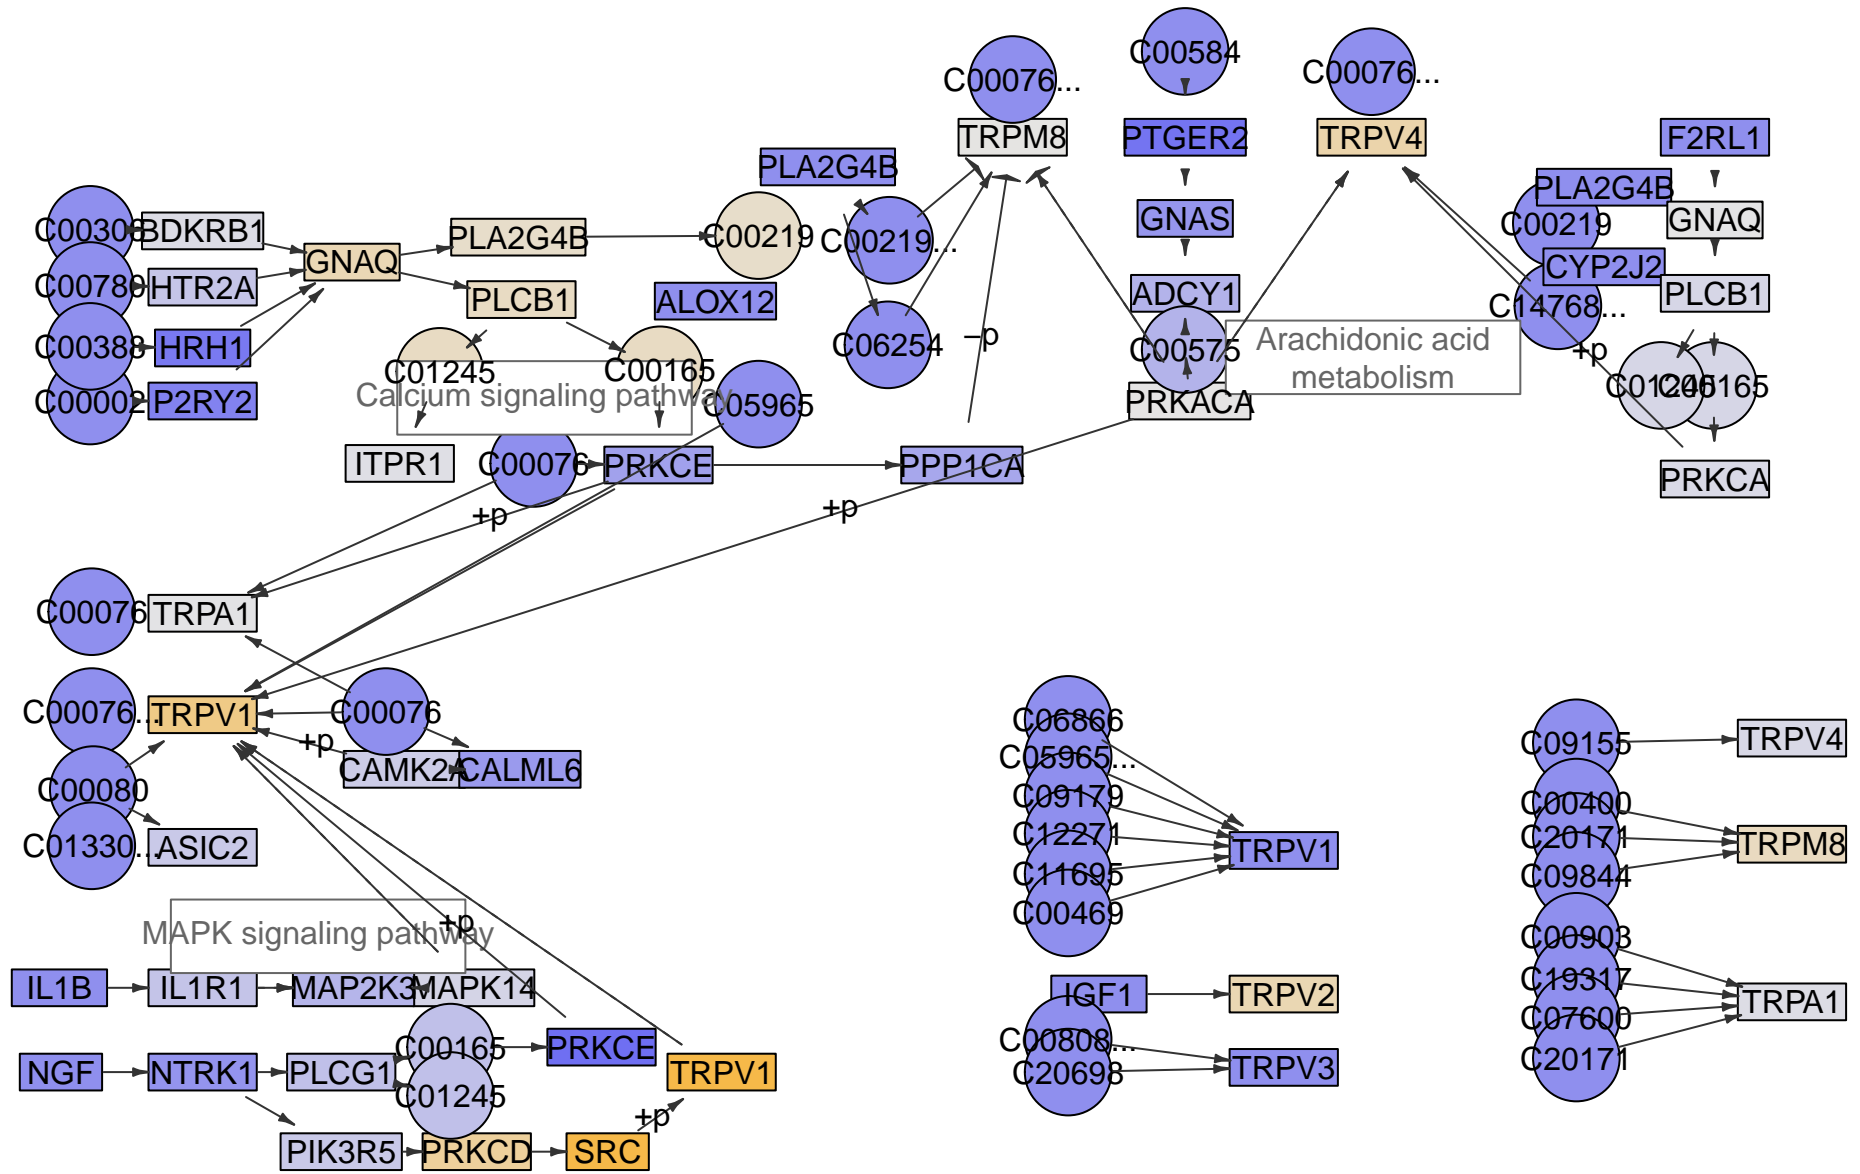 C00584
C00076...
C00076...
TRPM8
PTGER2
TRPV4
F2RL1
PLA2G4B
PLA2G4B
GNAS
GNAQ
C00219
BDKRB1
PLA2G4B
C00219
C00219...
GNAQ
CYP2J2
HTR2A
C00780
PLCB1
ALOX12
ADCY1
PLCB1
C14768...
C00388
HRH1
C06254
–p
C00575
Arachidonic acid
metabolism
+p
C01245
C00165
Calcium signaling pathway
C00002
P2RY2
C05965
PRKACA
C00165
ITPR1
C00076
PRKCE
PPP1CA
PRKCA
+p
+p
C00076
TRPA1
C00076...
TRPV1
C00076
+p
CAMK2A
CALML6
C00080
C01330...
ASIC2
C06866
C05965...
C09179
C12271
C11695
C00469
TRPV1
C09155
TRPV4
C00400
C20171
C09844
TRPM8
C00903
C19317
C07600
C20171
TRPA1
+p
MAPK signaling pathway
IL1B
IL1R1
MAP2K3
MAPK14
IGF1
TRPV2
C00165
PRKCE
C00808...
C20698
TRPV3
NGF
NTRK1
PLCG1
C01245
TRPV1
+p
PIK3R5
PRKCD
SRC